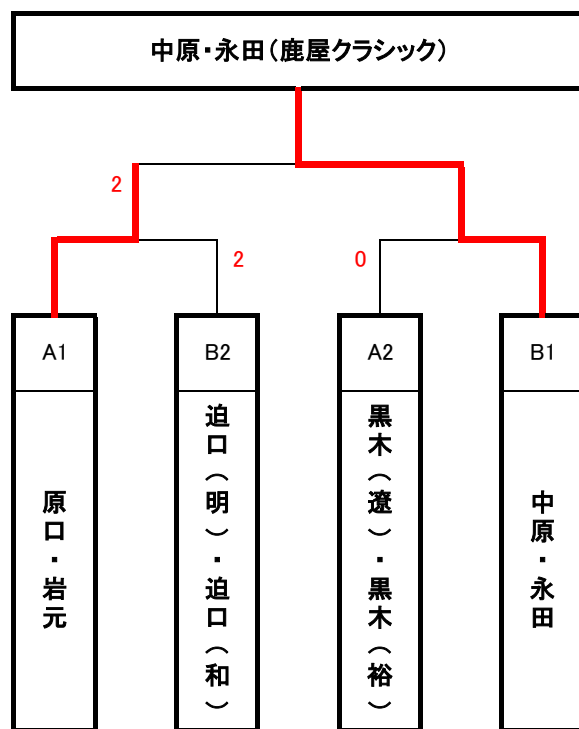 中原・永田(鹿屋クラシック)
2
2
0
A1
B2
A2
B1
原口・岩元
迫口(明)・迫口(和)
黒木(遼)・黒木(裕)
中原・永田